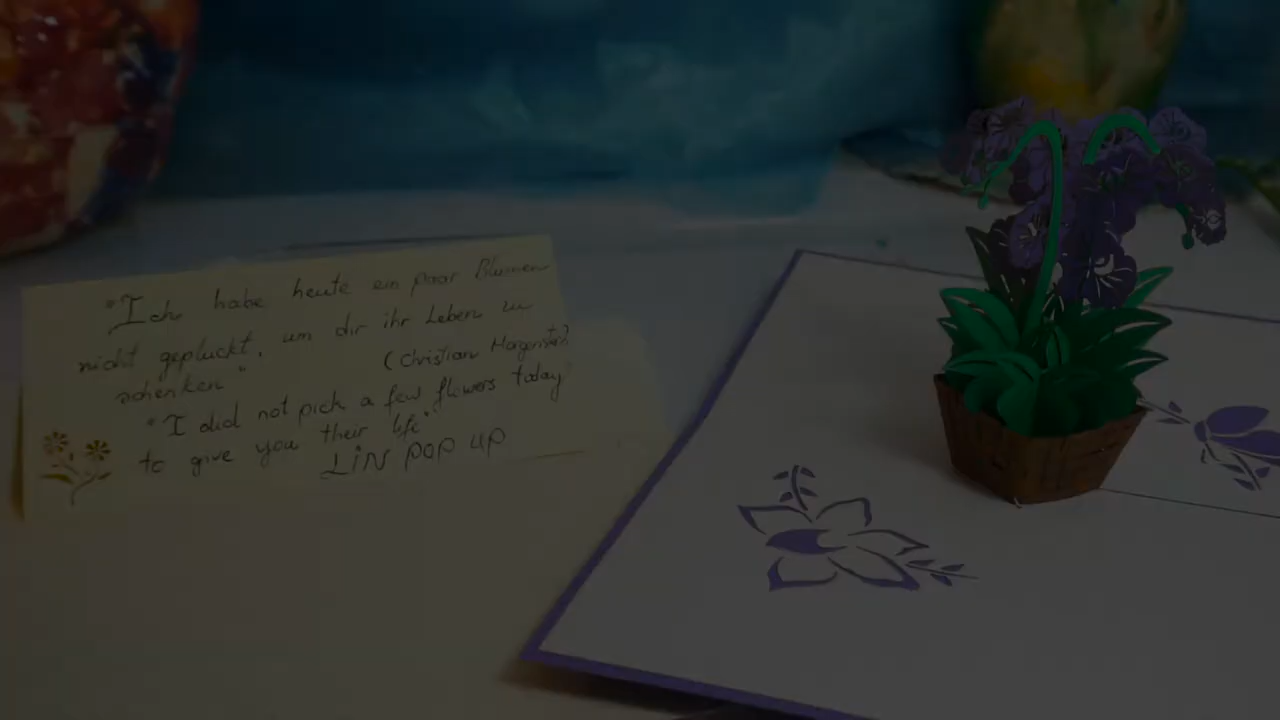 "Ich habe heute ein paar Blumen
nicht gepluckt, um dir ihr Leben zu
schenken" (Christian Morgenstern)
"I did not pick a few flowers today
to give you their life"
LIN POP UP